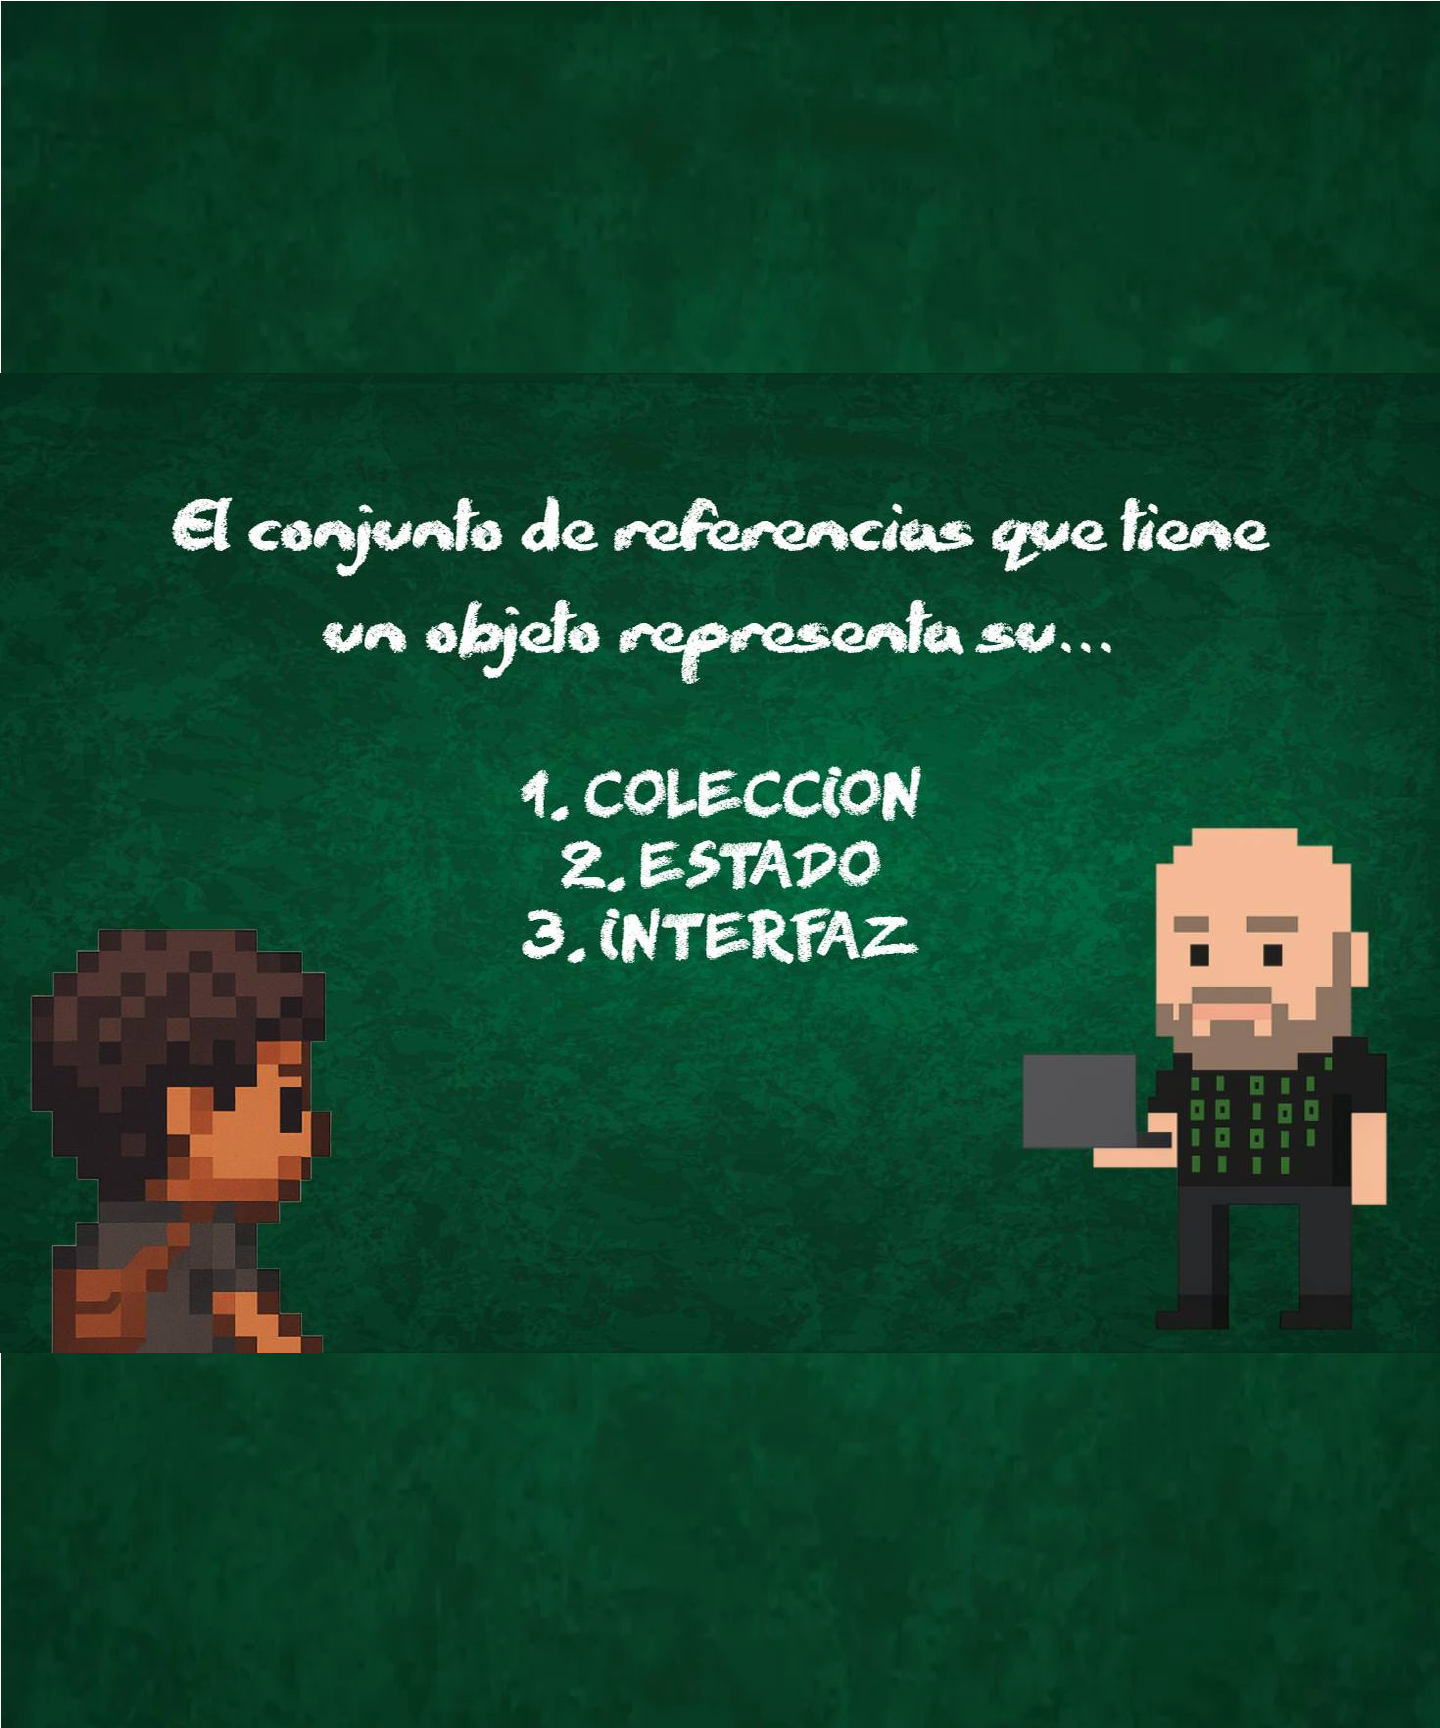 El conjunto de referencias que tiene
un objeto representa su...
1. COLECCiON
2. ESTADO
3. iNTERFAZ